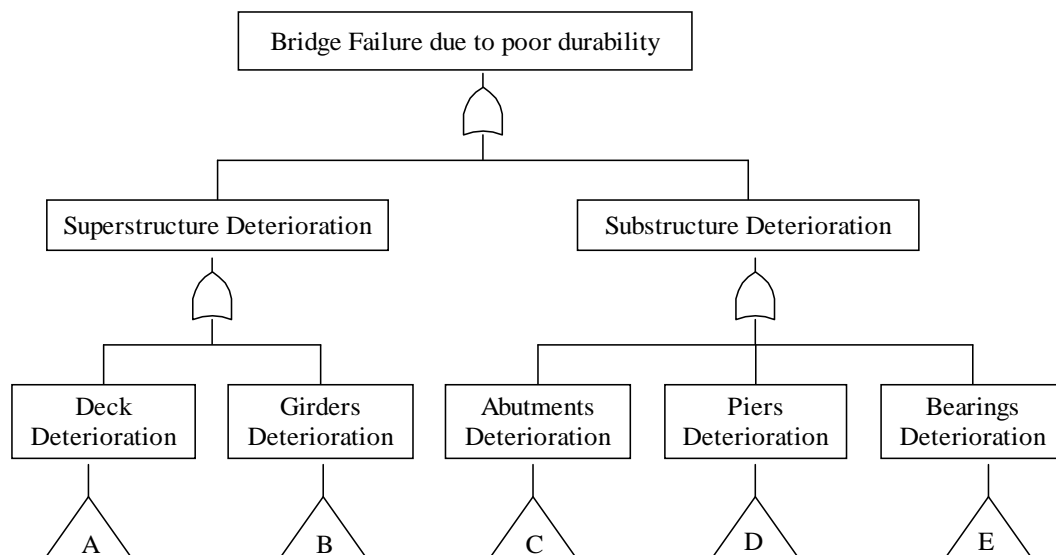 Bridge Failure due to poor durability
Superstructure Deterioration
Substructure Deterioration
Deck
Deterioration
Girders
Deterioration
Abutments
Deterioration
Piers
Deterioration
Bearings
Deterioration
A
B
C
D
E